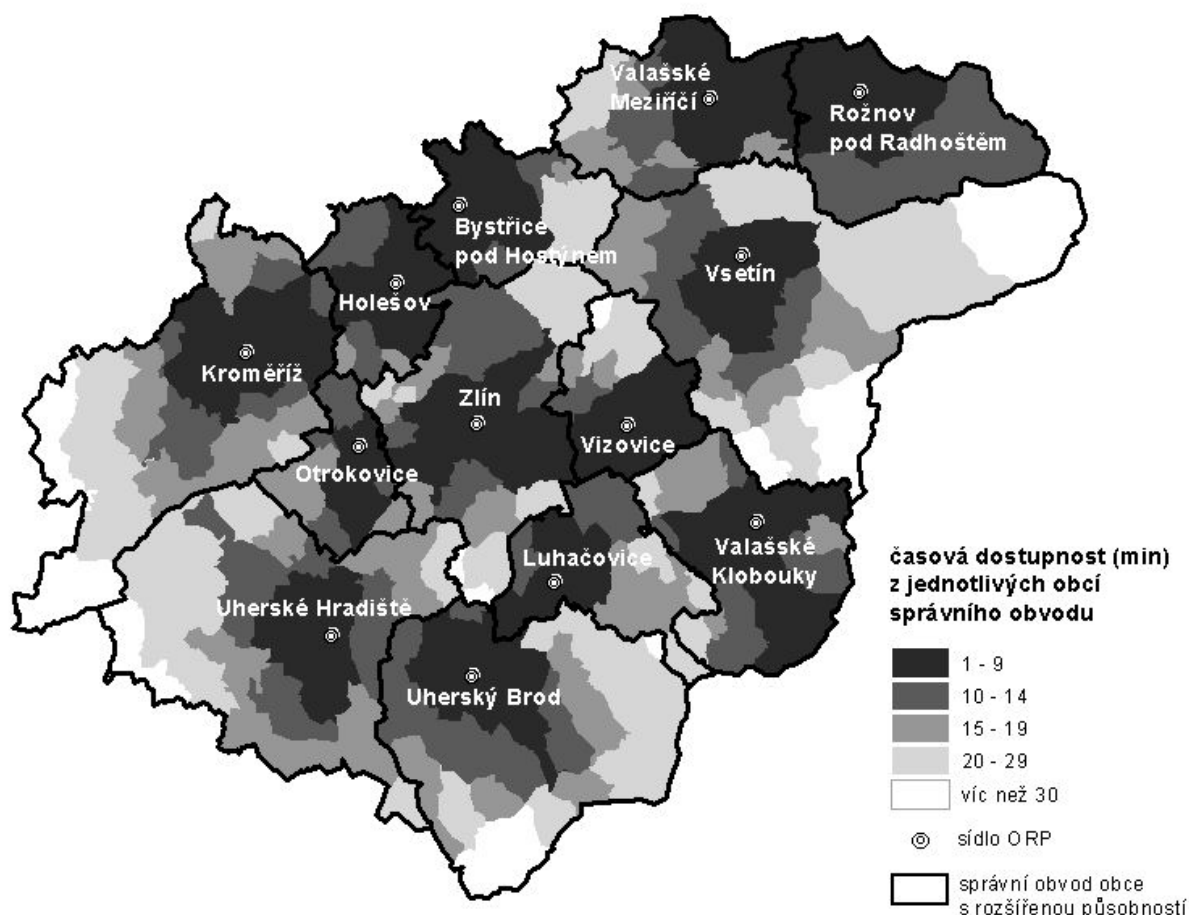 Valašské
Meziříčí
Rožnov
pod Radhoštěm
Bystřice
pod Hostýnem
Vsetín
Holešov
Kroměříž
Zlín
Vizovice
Otrokovice
Luhačovice
Valašské
Klobouky
Uherské Hradiště
Uherský Brod
časová dostupnost (min)
z jednotlivých obcí
správního obvodu
1 - 9
10 - 14
15 - 19
20 - 29
víc než 30
sídlo ORP
správní obvod obce
s rozšířenou působností